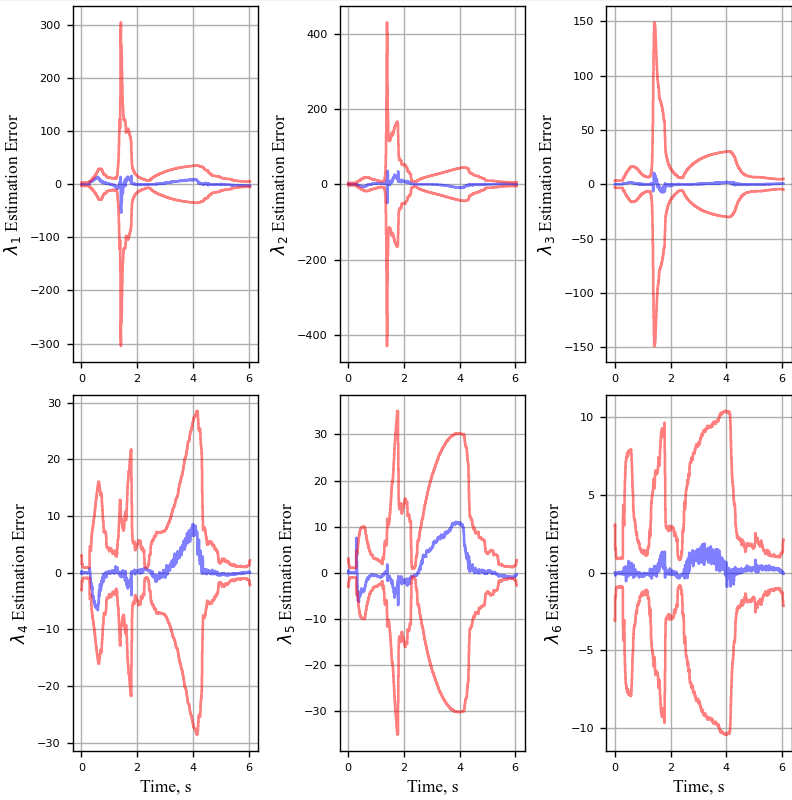 λ1 Estimation Error
300
200
100
0
−100
−200
−300
0 2 4 6
λ2 Estimation Error
400
200
0
−200
−400
0 2 4 6
λ3 Estimation Error
150
100
50
0
−50
−100
−150
0 2 4 6
λ4 Estimation Error
30
20
10
0
−10
−20
−30
0 2 4 6
Time, s
λ5 Estimation Error
30
20
10
0
−10
−20
−30
0 2 4 6
Time, s
λ6 Estimation Error
10
5
0
−5
−10
0 2 4 6
Time, s